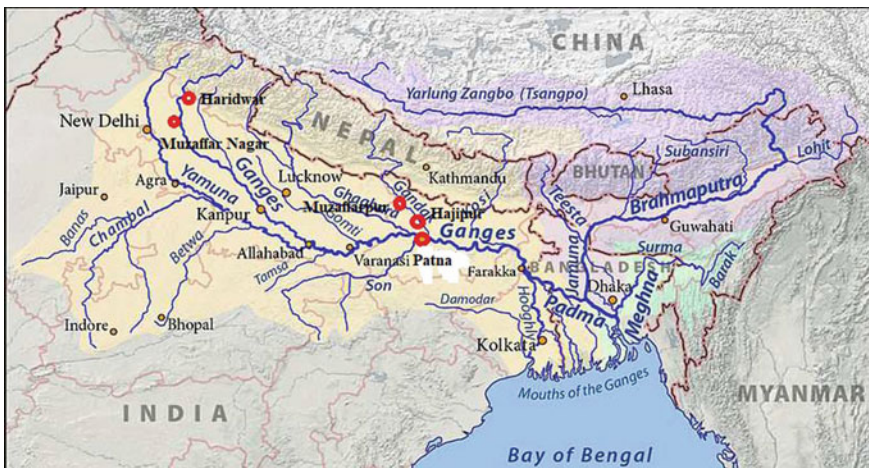 CHINA
Yarlung Zangbo (Tsangpo)
Lhasa
Haridwar
New Delhi
Muzaffar Nagar
NEPAL
Kathmandu
BHUTAN
Subansiri
Lohit
Brahmaputra
Teesta
Guwahati
Jaipur
Agra
Yamuna
Ganges
Lucknow
Ghaghara
Muzaffarpur
Hajipur
Kanpur
Gomti
Banas
Chambal
Betwa
Allahabad
Varanasi
Patna
Ganges
Farakka
BANGLADESH
Jamuna
Surma
Barak
Tamsa
Son
Damodar
Hooghly
Padma
Dhaka
Meghna
Indore
Bhopal
Kolkata
Mouths of the Ganges
INDIA
MYANMAR
Bay of Bengal